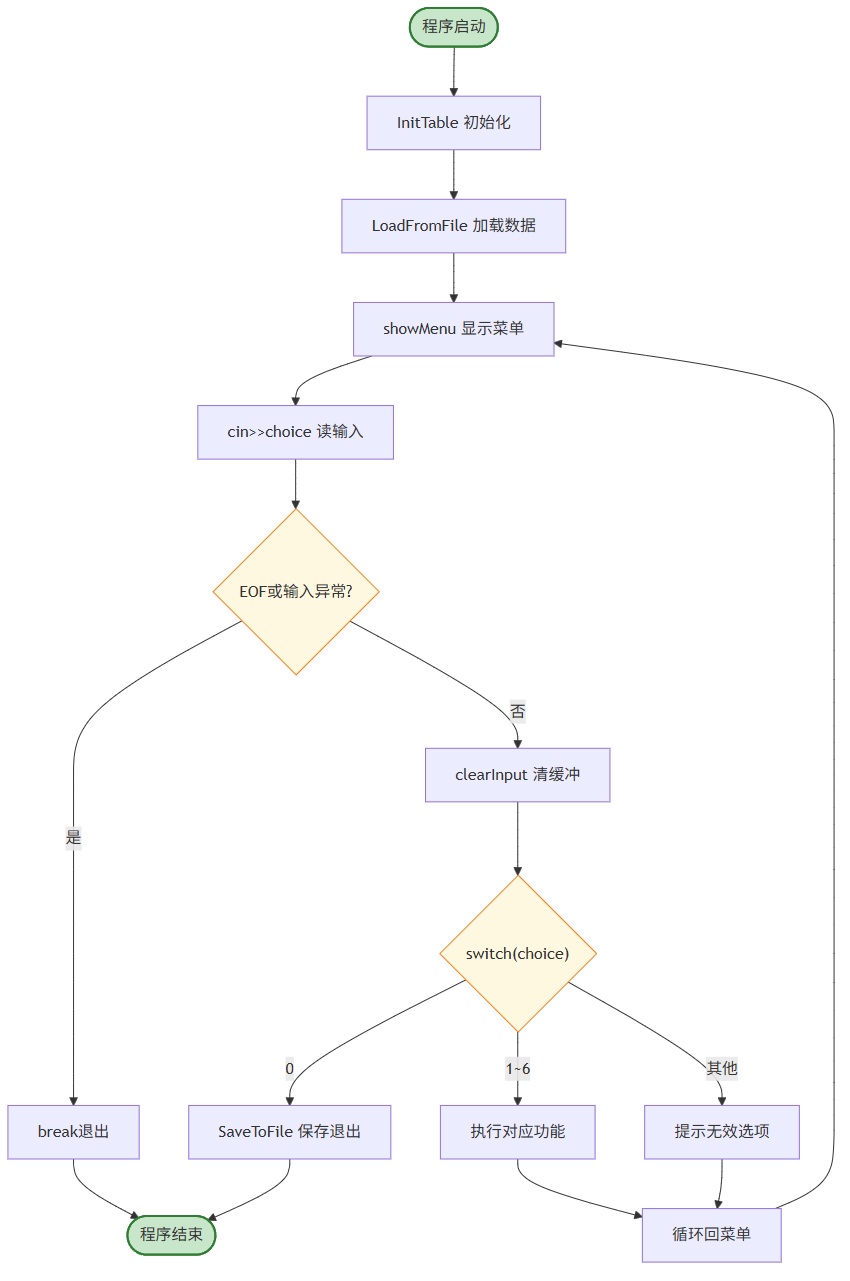 程序启动
InitTable 初始化
LoadFromFile 加载数据
showMenu 显示菜单
cin>>choice 读输入
EOF或输入异常?
否
clearInput 清缓冲
是
switch(choice)
0
1~6
其他
break退出
SaveToFile 保存退出
执行对应功能
提示无效选项
程序结束
循环回菜单